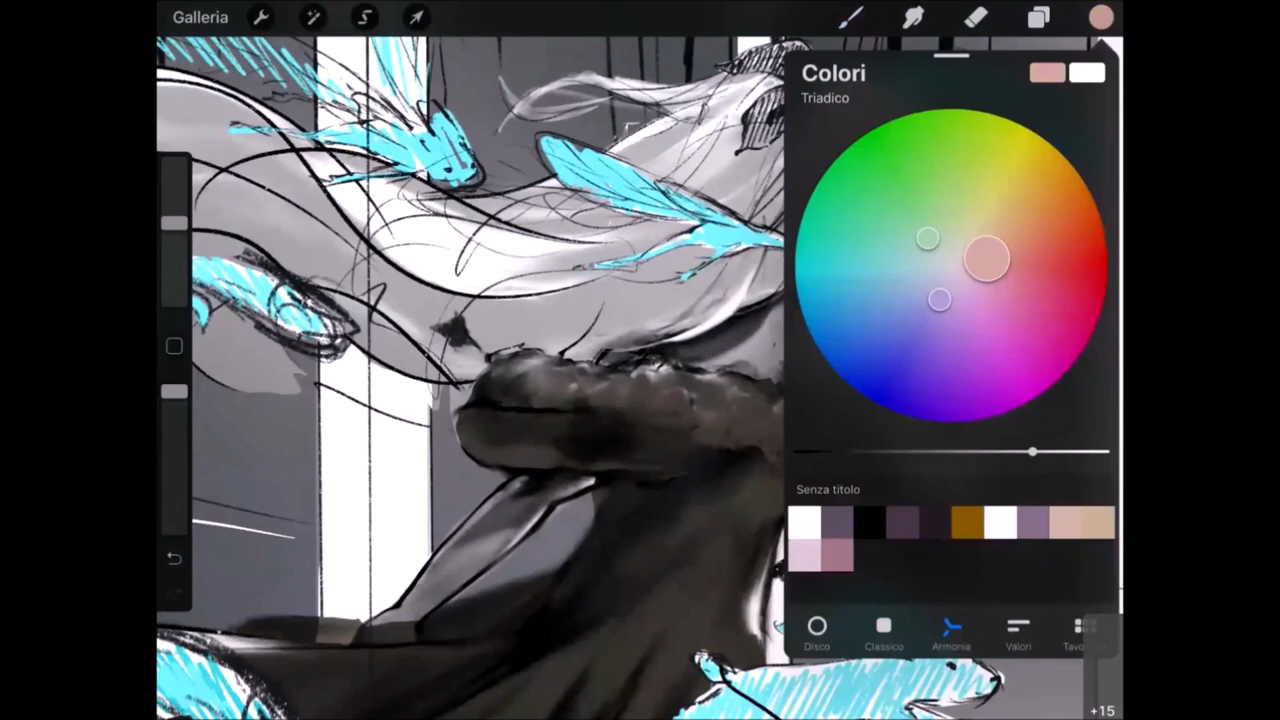 Galleria
Colori
Triadico
Senza titolo
Disco
Classico
Armonia
Valori
+15